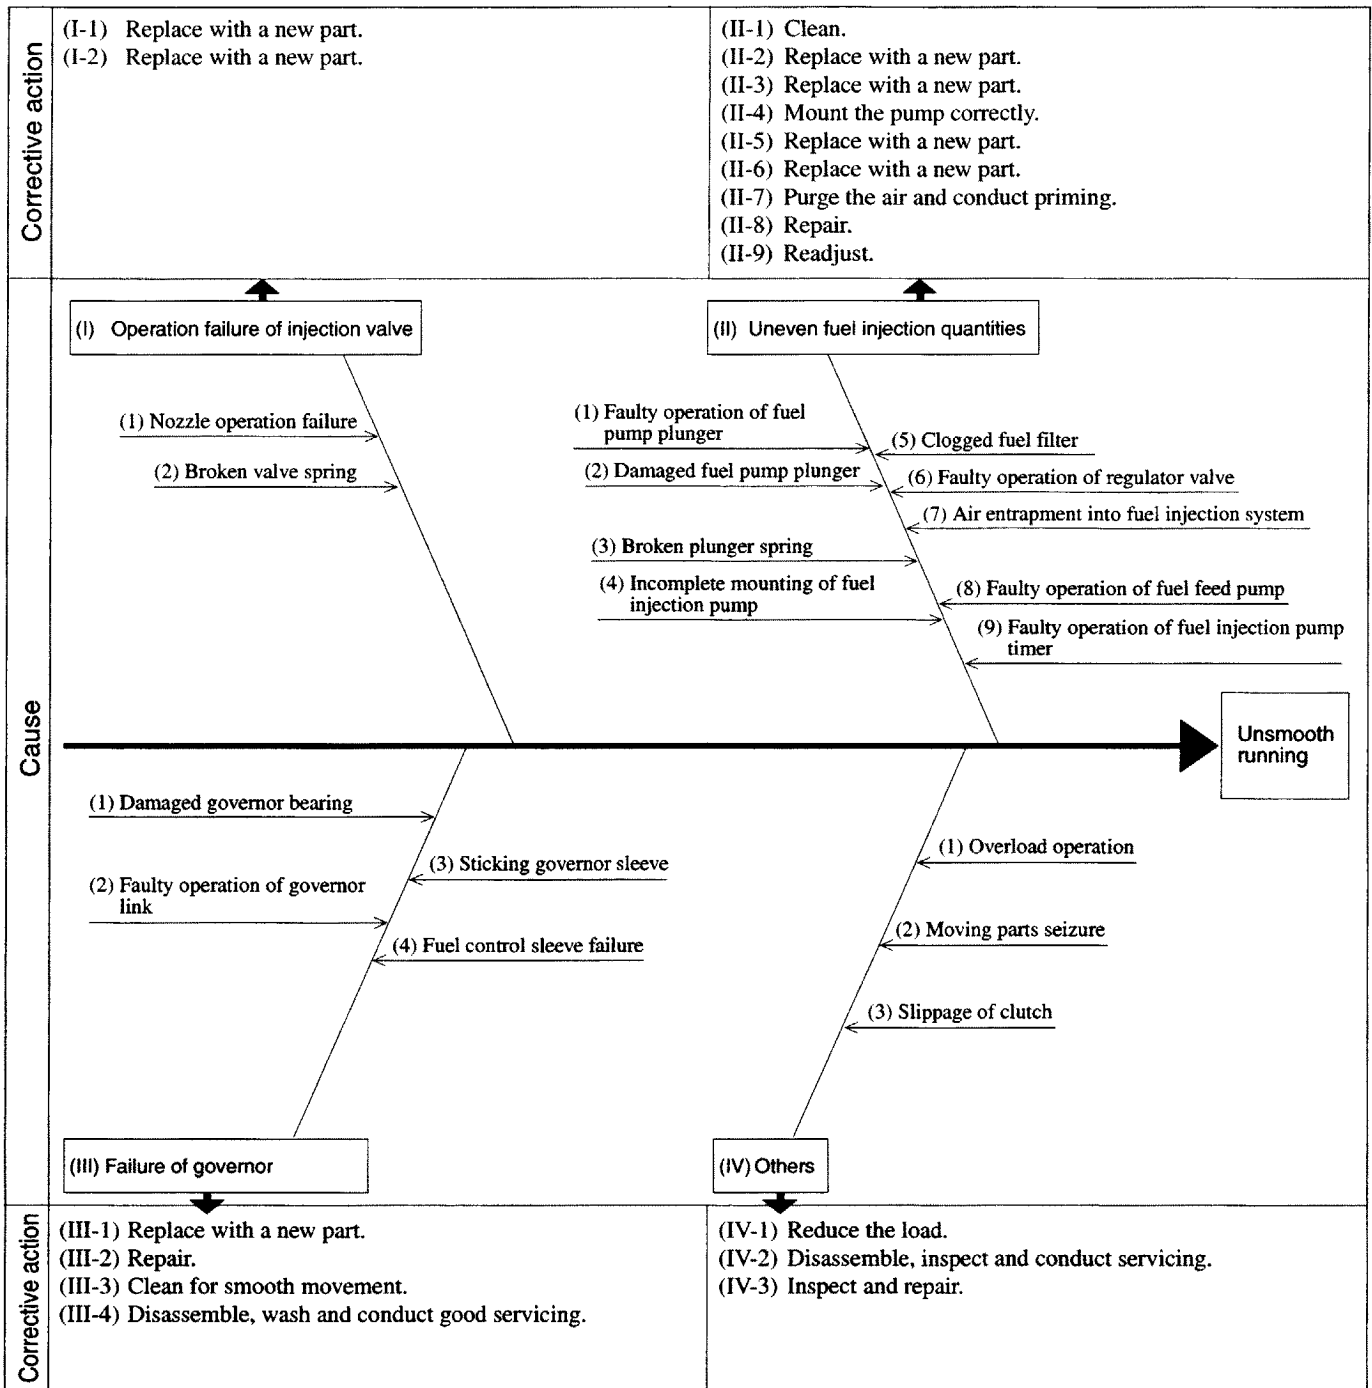 Corrective action
(I-1) Replace with a new part.
(I-2) Replace with a new part.
(II-1) Clean.
(II-2) Replace with a new part.
(II-3) Replace with a new part.
(II-4) Mount the pump correctly.
(II-5) Replace with a new part.
(II-6) Replace with a new part.
(II-7) Purge the air and conduct priming.
(II-8) Repair.
(II-9) Readjust.
Cause
(I) Operation failure of injection valve
(1) Nozzle operation failure
(2) Broken valve spring
(II) Uneven fuel injection quantities
(1) Faulty operation of fuel
pump plunger
(2) Damaged fuel pump plunger
(3) Broken plunger spring
(4) Incomplete mounting of fuel
injection pump
(5) Clogged fuel filter
(6) Faulty operation of regulator valve
(7) Air entrapment into fuel injection system
(8) Faulty operation of fuel feed pump
(9) Faulty operation of fuel injection pump
timer
Unsmooth
running
(1) Damaged governor bearing
(2) Faulty operation of governor
link
(3) Sticking governor sleeve
(4) Fuel control sleeve failure
(III) Failure of governor
(1) Overload operation
(2) Moving parts seizure
(3) Slippage of clutch
(IV) Others
Corrective action
(III-1) Replace with a new part.
(III-2) Repair.
(III-3) Clean for smooth movement.
(III-4) Disassemble, wash and conduct good servicing.
(IV-1) Reduce the load.
(IV-2) Disassemble, inspect and conduct servicing.
(IV-3) Inspect and repair.